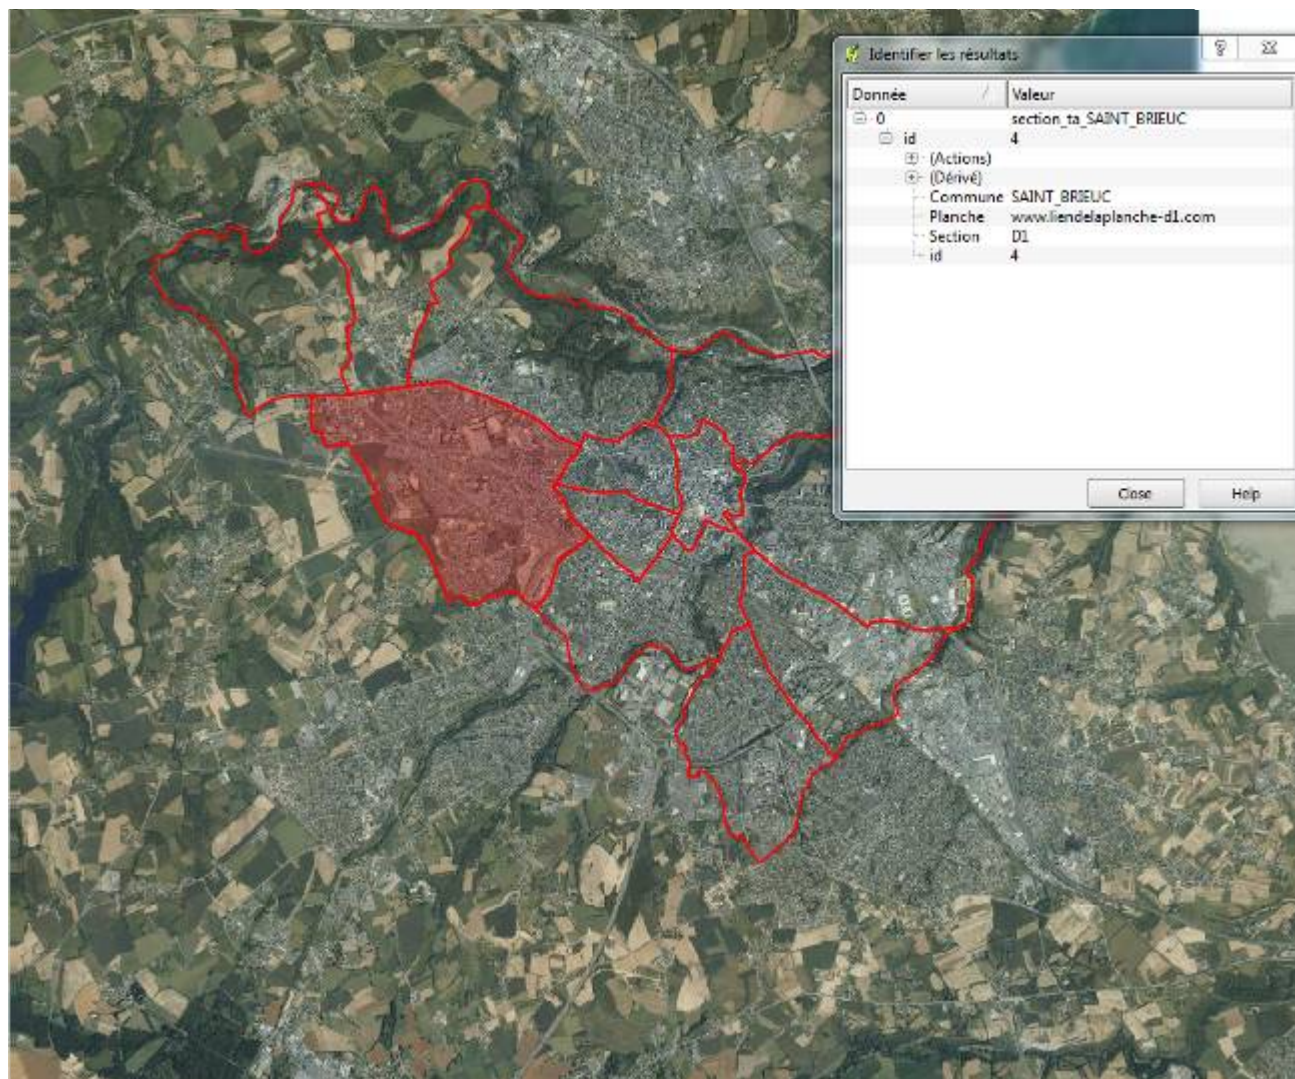 Identifier les résultats
Donnée Valeur
0 section_ta_SAINT_BRIEUC
id 4
(Actions)
(Dérivé)
Commune SAINT_BRIEUC
Planche www.liendelaplanche-d1.com
Section D1
id 4
Close Help